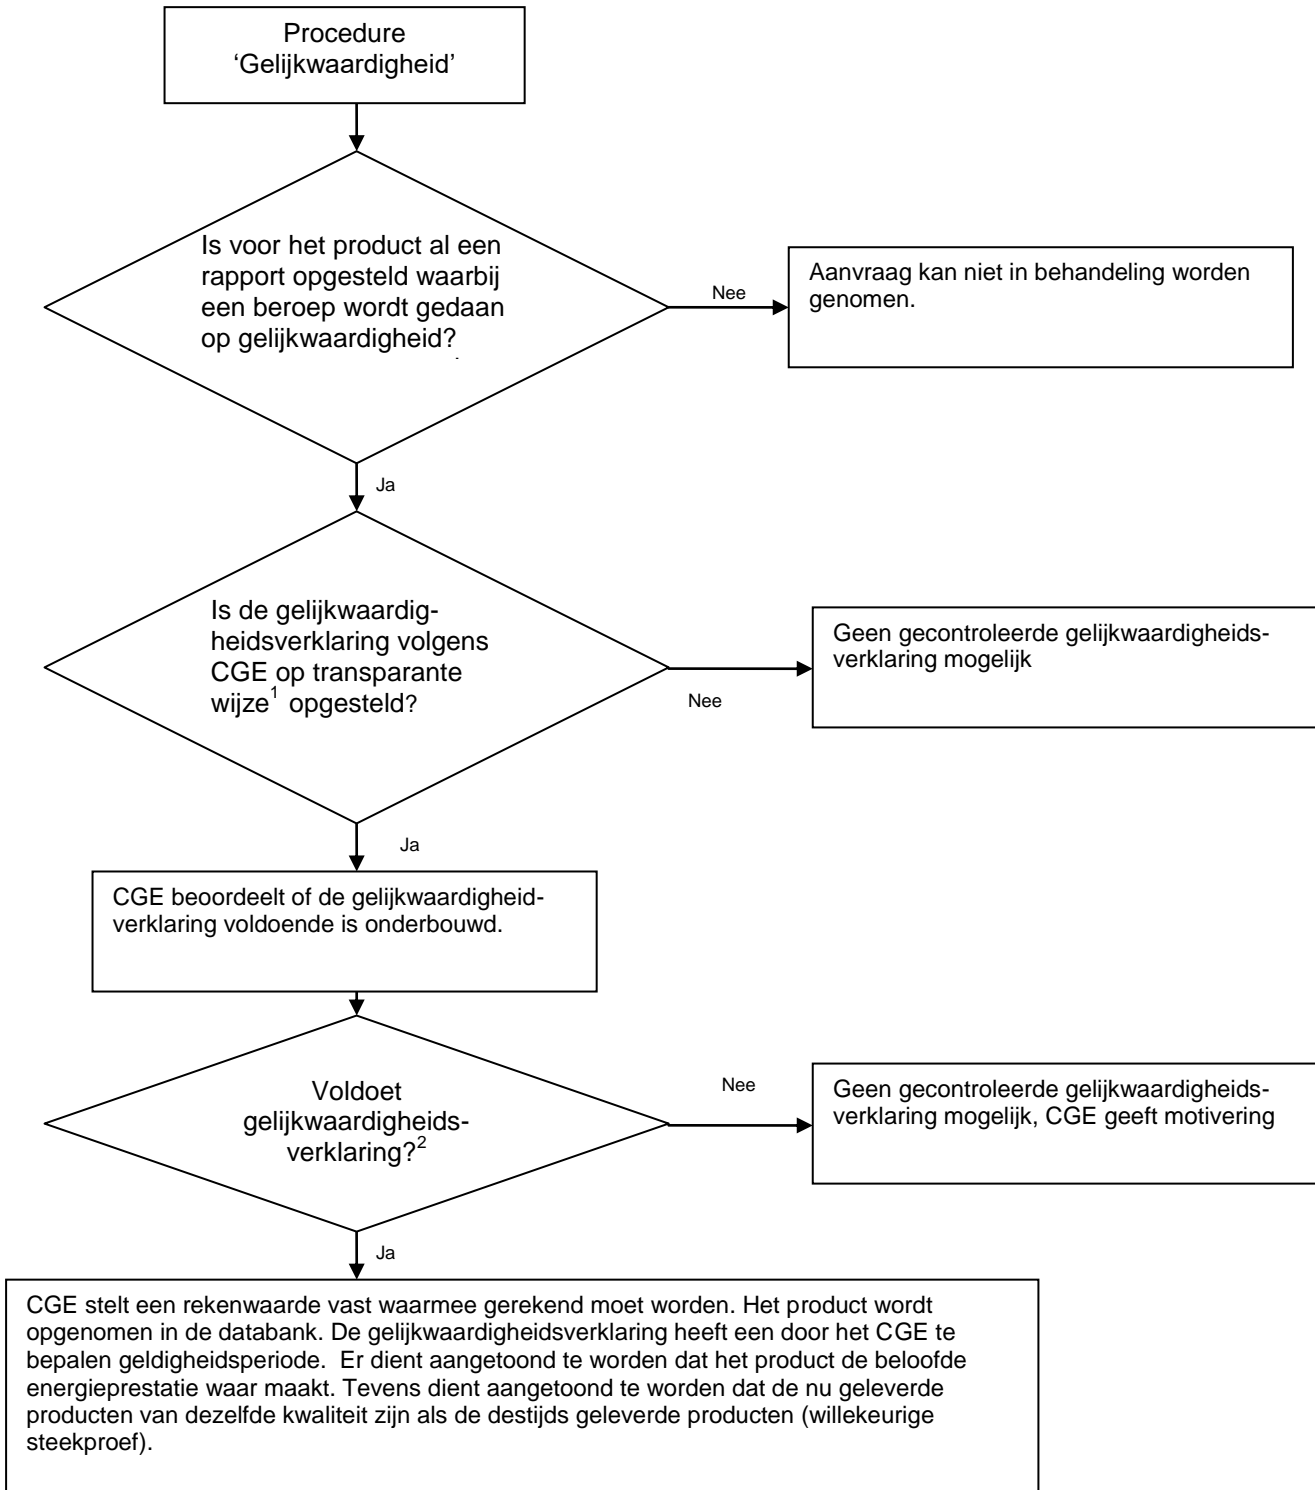 Procedure
‘Gelijkwaardigheid’
Is voor het product al een
rapport opgesteld waarbij
een beroep wordt gedaan
op gelijkwaardigheid?
Nee
Aanvraag kan niet in behandeling worden
genomen.
Ja
Is de gelijkwaardig-
heidsverklaring volgens
CGE op transparante
wijze1 opgesteld?
Nee
Geen gecontroleerde gelijkwaardigheids-
verklaring mogelijk
Ja
CGE beoordeelt of de gelijkwaardigheid-
verklaring voldoende is onderbouwd.
Voldoet
gelijkwaardigheids-
verklaring?2
Nee
Geen gecontroleerde gelijkwaardigheids-
verklaring mogelijk, CGE geeft motivering
Ja
CGE stelt een rekenwaarde vast waarmee gerekend moet worden. Het product wordt
opgenomen in de databank. De gelijkwaardigheidsverklaring heeft een door het CGE te
bepalen geldigheidsperiode.  Er dient aangetoond te worden dat het product de beloofde
energieprestatie waar maakt. Tevens dient aangetoond te worden dat de nu geleverde
producten van dezelfde kwaliteit zijn als de destijds geleverde producten (willekeurige
steekproef).